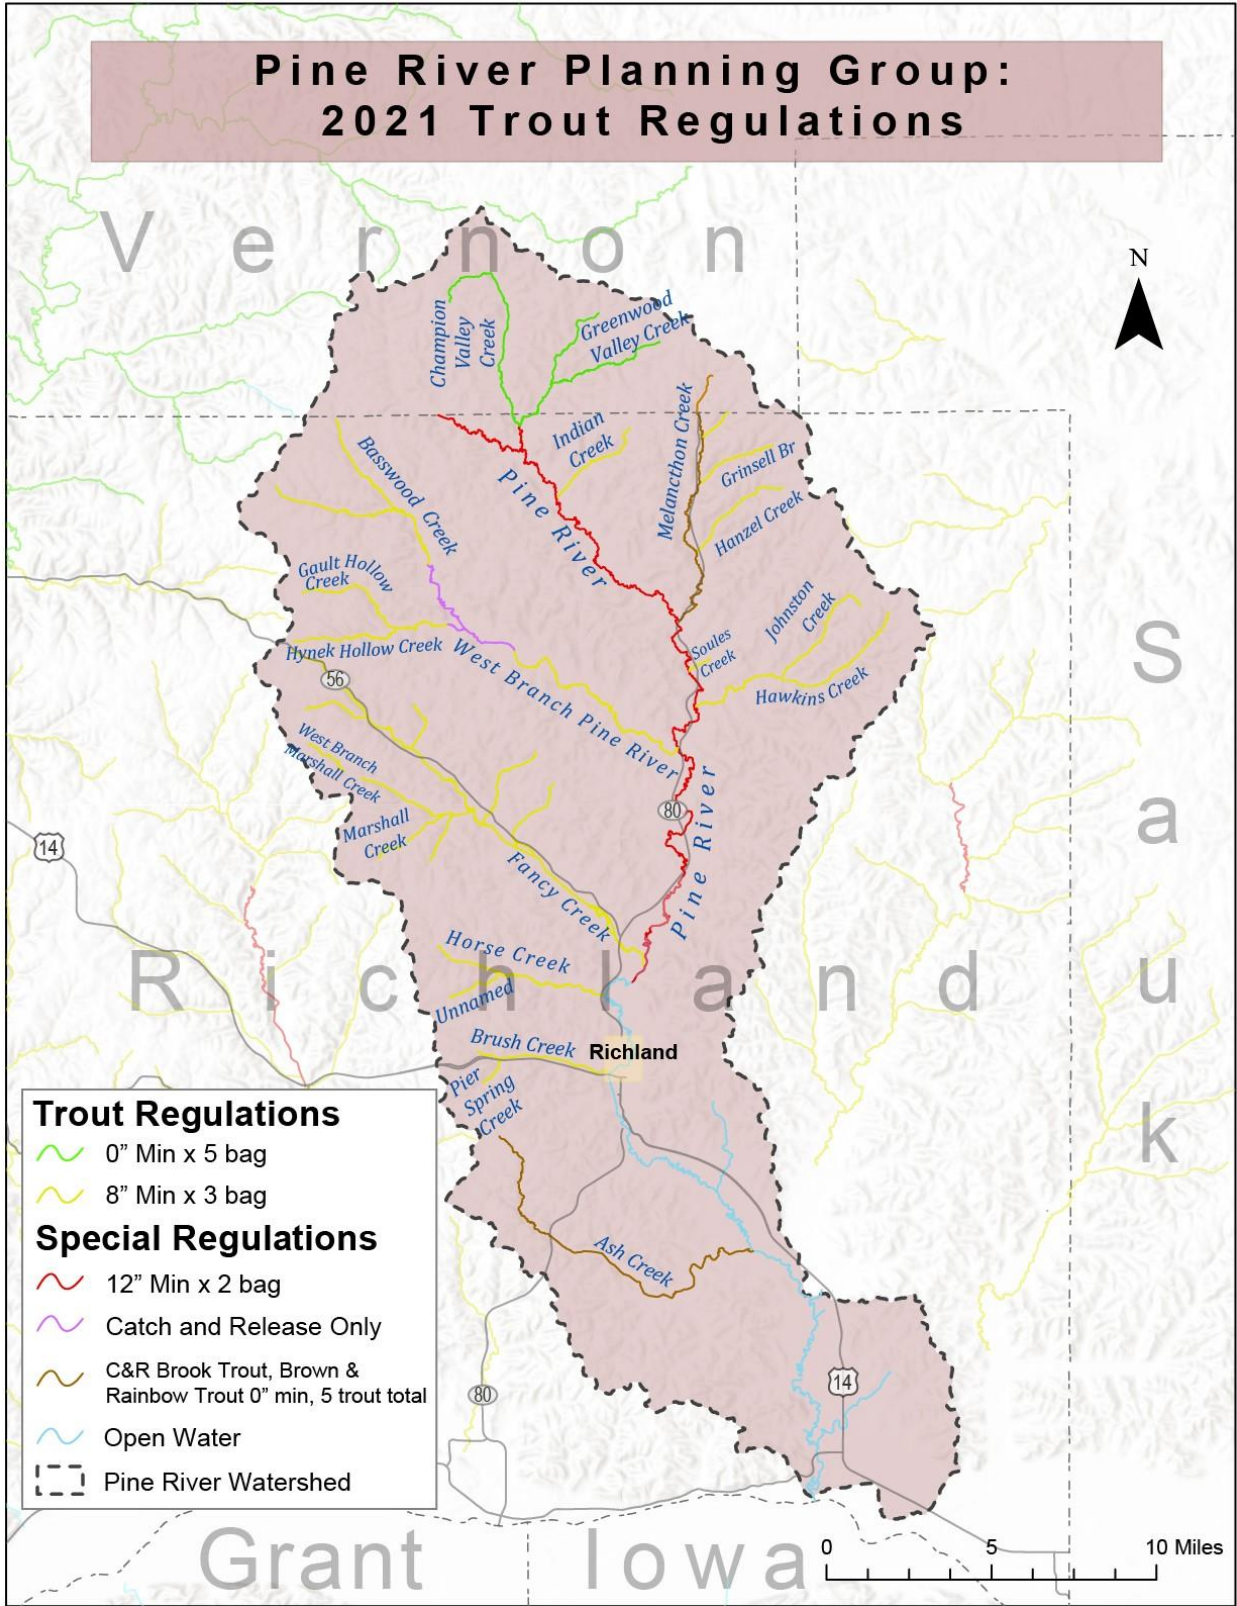 Pine River Planning Group:
2021 Trout Regulations
Vernon
N
Champion
Valley
Creek
Greenwood
Valley Creek
Indian
Creek
Melancthon Creek
Grinsell Br
Hanzel Creek
Basswood Creek
Pine River
Gault Hollow
Creek
Johnston
Creek
Hynek Hollow Creek
West Branch Pine River
Soules
Creek
Hawkins Creek
56
Sauk
West Branch
Marshall Creek
Marshall
Creek
80
Pine River
14
Fancy Creek
Horse Creek
Richland
Unnamed
Brush Creek
Richland
Pier
Spring
Creek
Ash Creek
14
80
Trout Regulations
0” Min x 5 bag
8” Min x 3 bag
Special Regulations
12” Min x 2 bag
Catch and Release Only
C&R Brook Trout, Brown &
Rainbow Trout 0” min, 5 trout total
Open Water
Pine River Watershed
Grant
Iowa
0 5 10 Miles